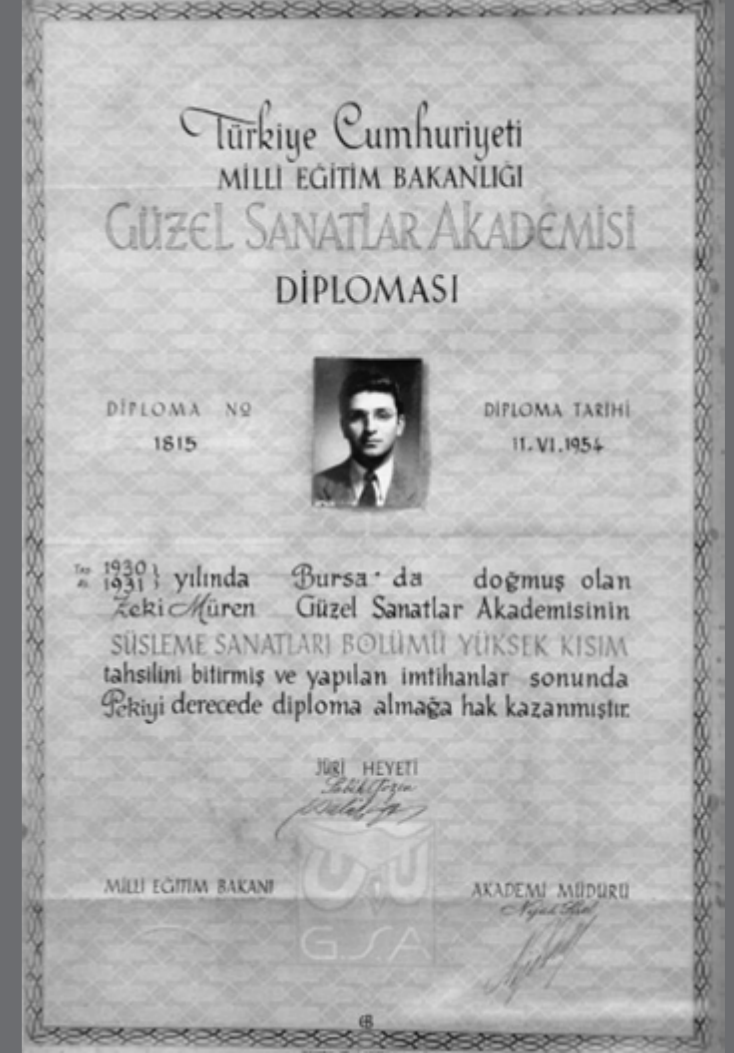 Türkiye Cumhuriyeti
MİLLİ EĞİTİM BAKANLIĞI
GÜZEL SANATLAR AKADEMİSİ
DİPLOMASI
DİPLOMA NO
1815
DİPLOMA TARİHİ
11.VI.1954
1930
1931 } yılında Bursa'da doğmuş olan
Zeki Müren Güzel Sanatlar Akademisinin
SÜSLEME SANATLARI BÖLÜMÜ YÜKSEK KISIM
tahsilini bitirmiş ve yapılan imtihanlar sonunda
Pekiyi derecede diploma almağa hak kazanmıştır.
JÜRİ HEYETİ
MİLLİ EĞİTİM BAKANI
AKADEMİ MÜDÜRÜ
GSA